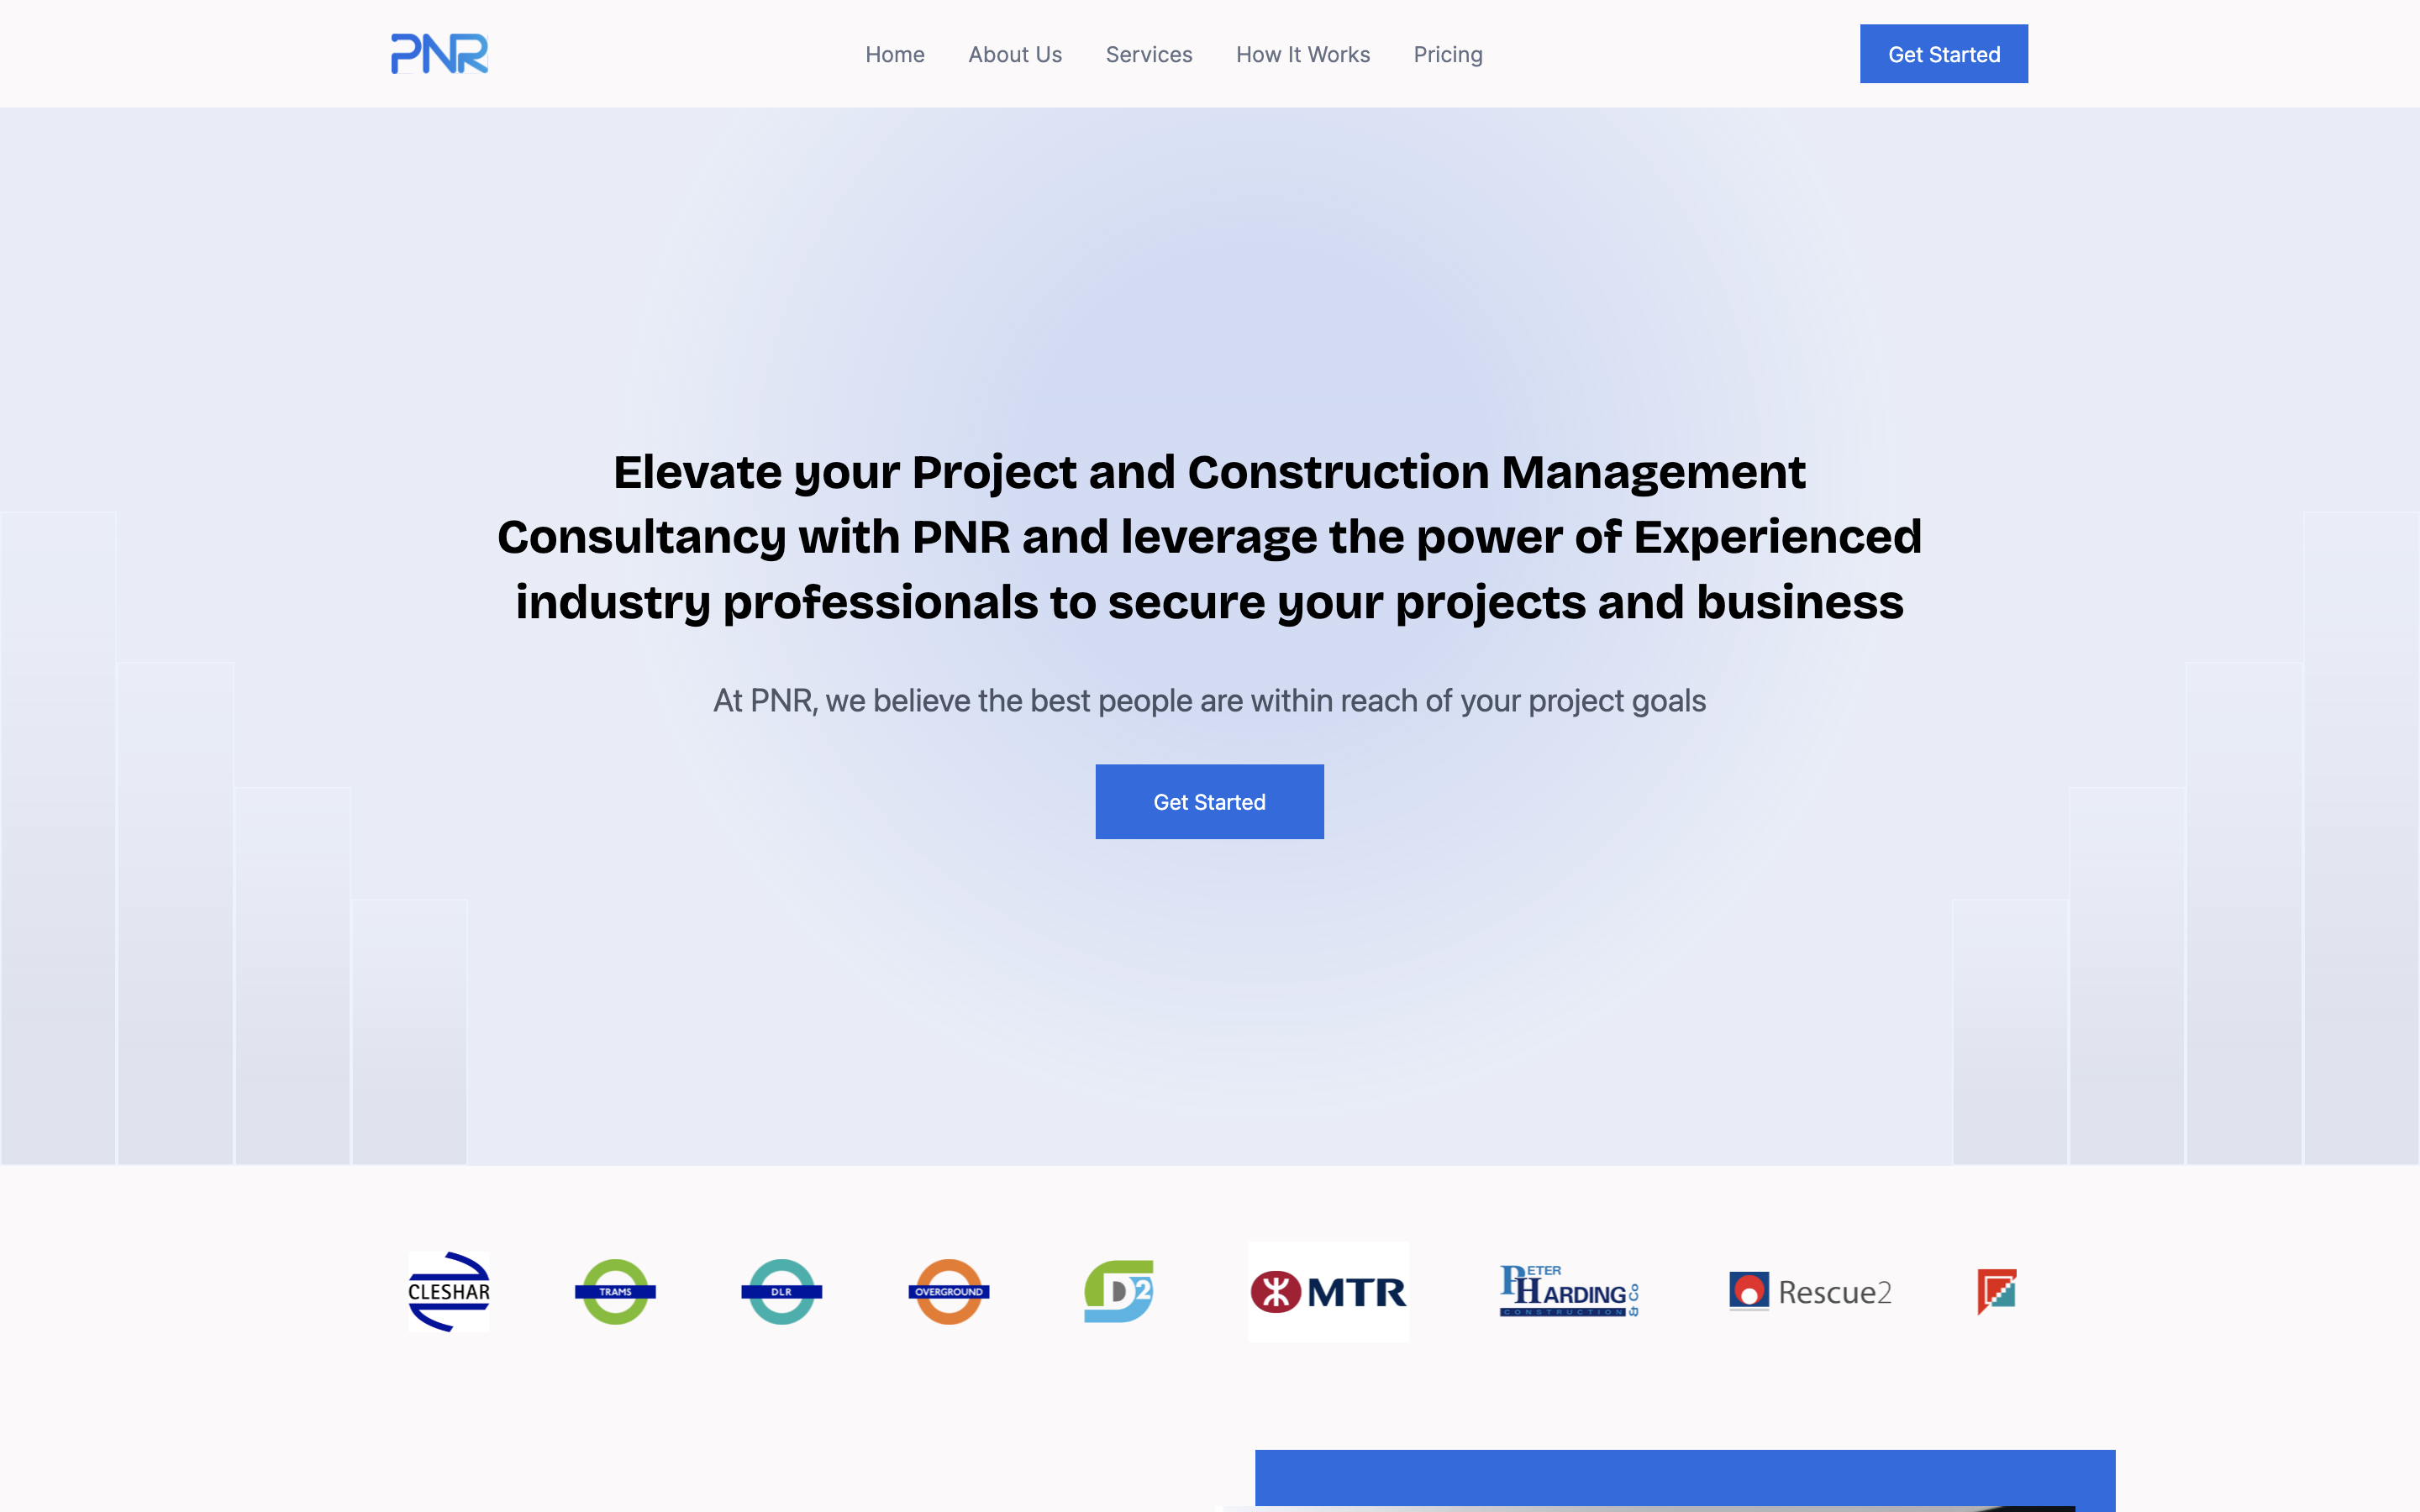 PNR
Home
About Us
Services
How It Works
Pricing
Get Started
Elevate your Project and Construction Management
Consultancy with PNR and leverage the power of Experienced
industry professionals to secure your projects and business
At PNR, we believe the best people are within reach of your project goals
Get Started
CLESHAR
TRAMS
DLR
OVERGROUND
D2
MTR
PETER
HARDING & Co
CONSTRUCTION
Rescue2